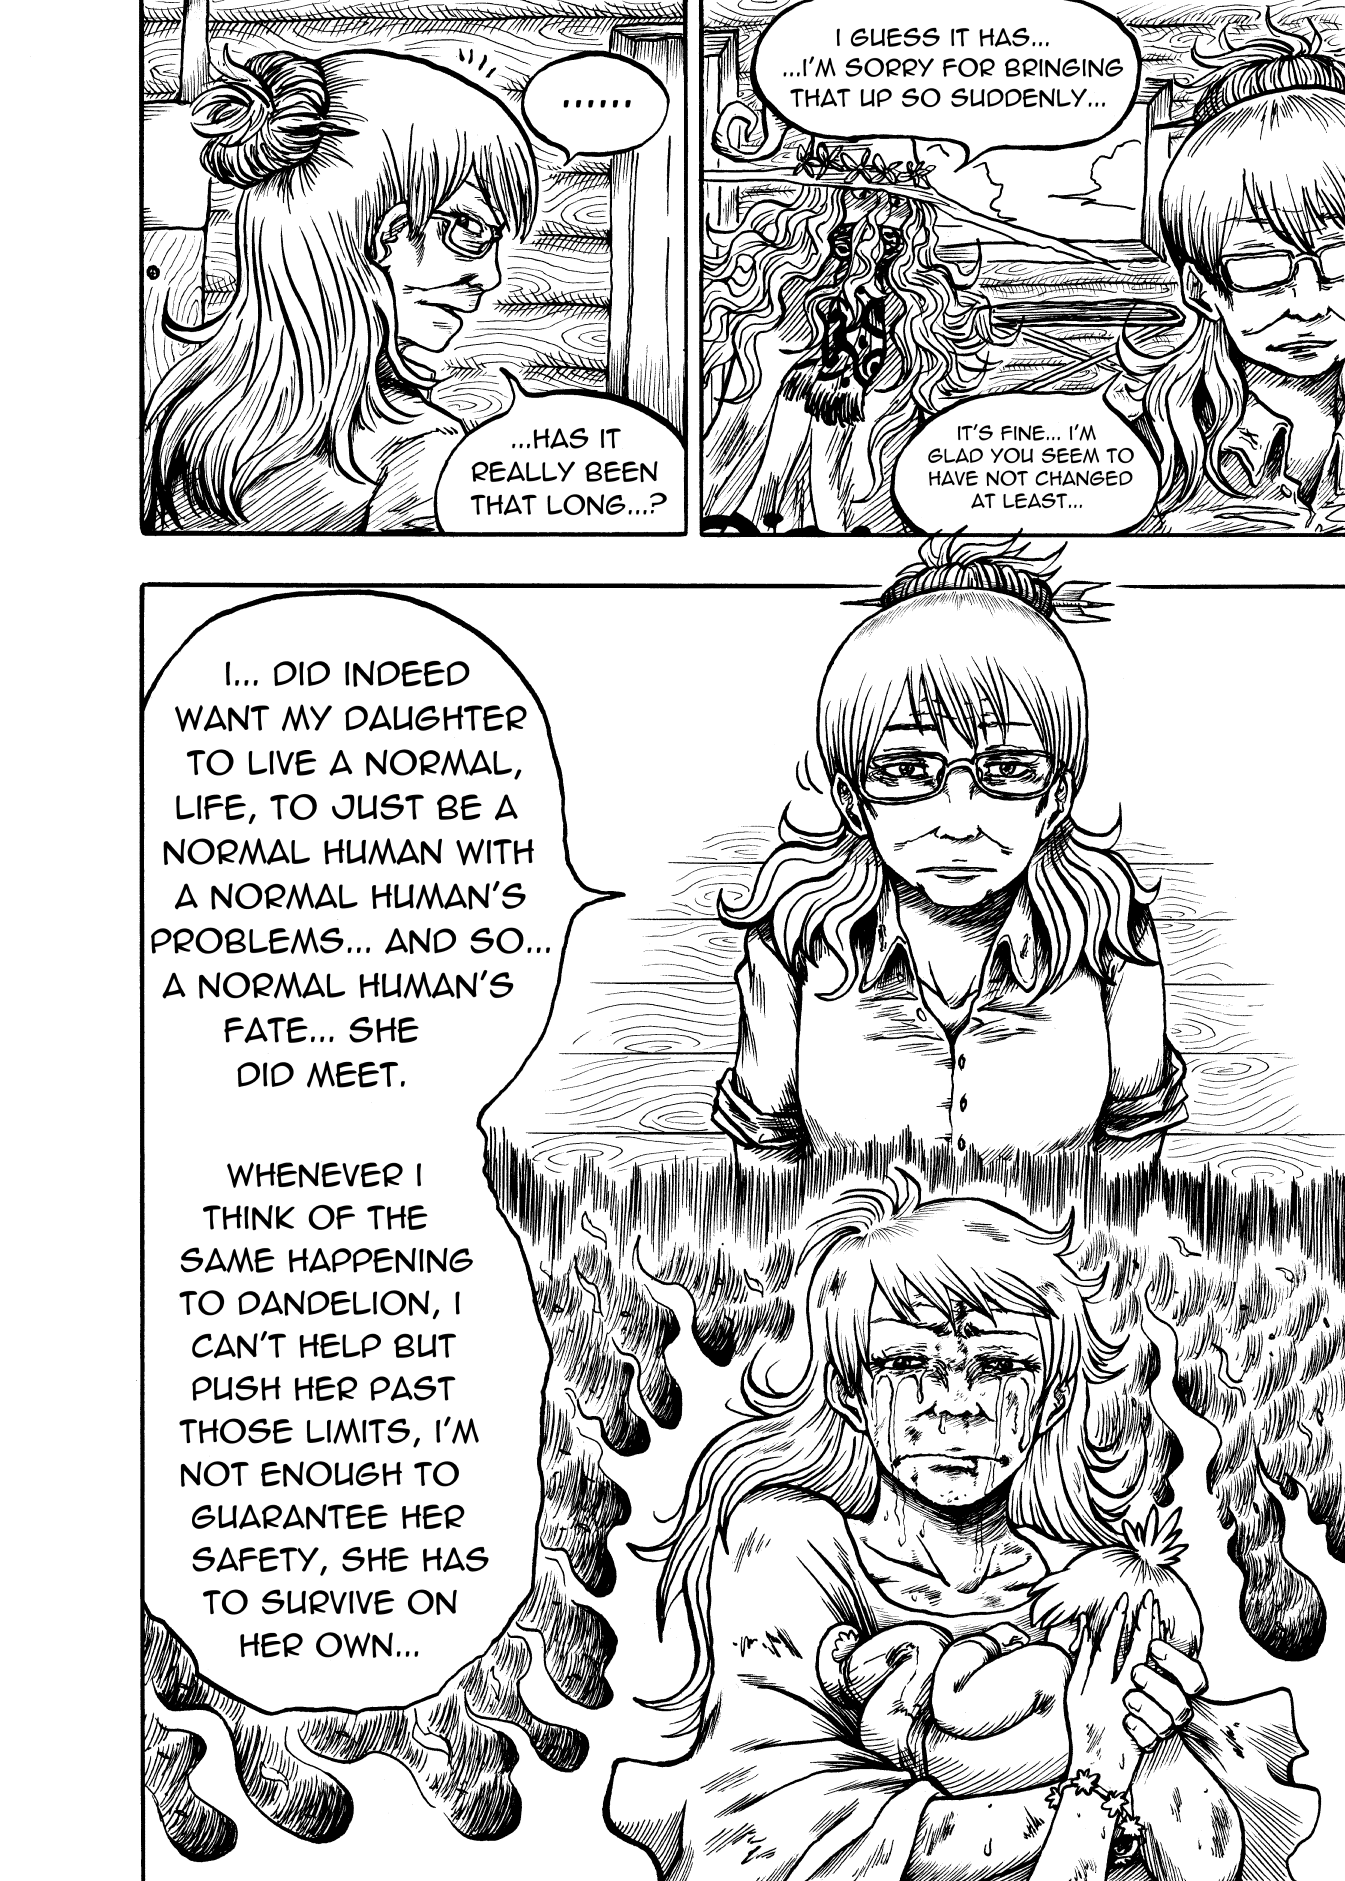 ......
...HAS IT
REALLY BEEN
THAT LONG...?
I GUESS IT HAS...
...I'M SORRY FOR BRINGING
THAT UP SO SUDDENLY...
IT'S FINE... I'M
GLAD YOU SEEM TO
HAVE NOT CHANGED
AT LEAST...
I... DID INDEED
WANT MY DAUGHTER
TO LIVE A NORMAL,
LIFE, TO JUST BE A
NORMAL HUMAN WITH
A NORMAL HUMAN'S
PROBLEMS... AND SO...
A NORMAL HUMAN'S
FATE... SHE
DID MEET.
WHENEVER I
THINK OF THE
SAME HAPPENING
TO DANDELION, I
CAN'T HELP BUT
PUSH HER PAST
THOSE LIMITS, I'M
NOT ENOUGH TO
GUARANTEE HER
SAFETY, SHE HAS
TO SURVIVE ON
HER OWN...